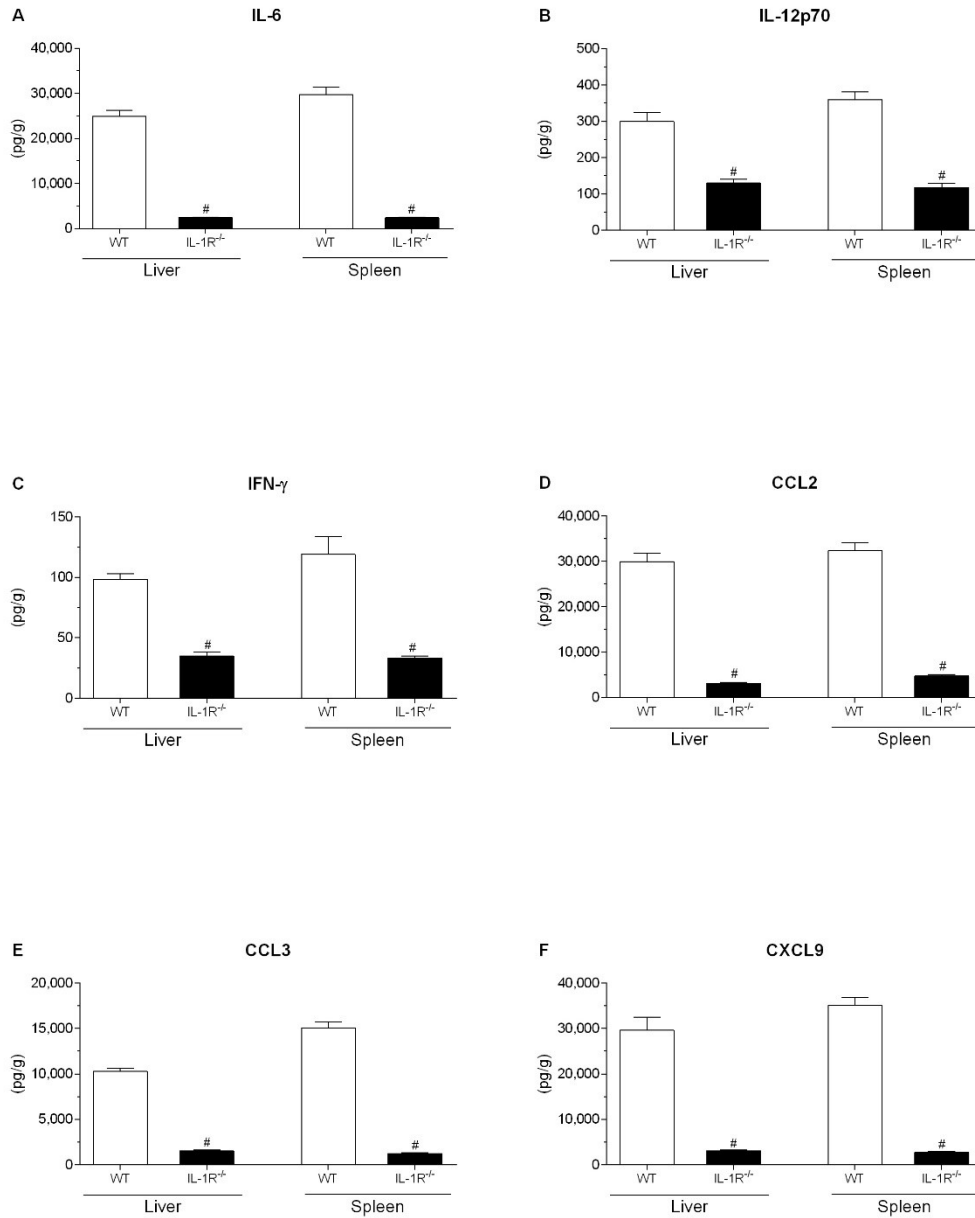 A IL-6
40,000
30,000
20,000
10,000
0
(pg/g)
# #
WT IL-1R-/- WT IL-1R-/-
Liver Spleen
B IL-12p70
500
400
300
200
100
0
(pg/g)
# #
WT IL-1R-/- WT IL-1R-/-
Liver Spleen
C IFN-γ
150
100
50
0
(pg/g)
# #
WT IL-1R-/- WT IL-1R-/-
Liver Spleen
D CCL2
40,000
30,000
20,000
10,000
0
(pg/g)
# #
WT IL-1R-/- WT IL-1R-/-
Liver Spleen
E CCL3
20,000
15,000
10,000
5,000
0
(pg/g)
# #
WT IL-1R-/- WT IL-1R-/-
Liver Spleen
F CXCL9
40,000
30,000
20,000
10,000
0
(pg/g)
# #
WT IL-1R-/- WT IL-1R-/-
Liver Spleen